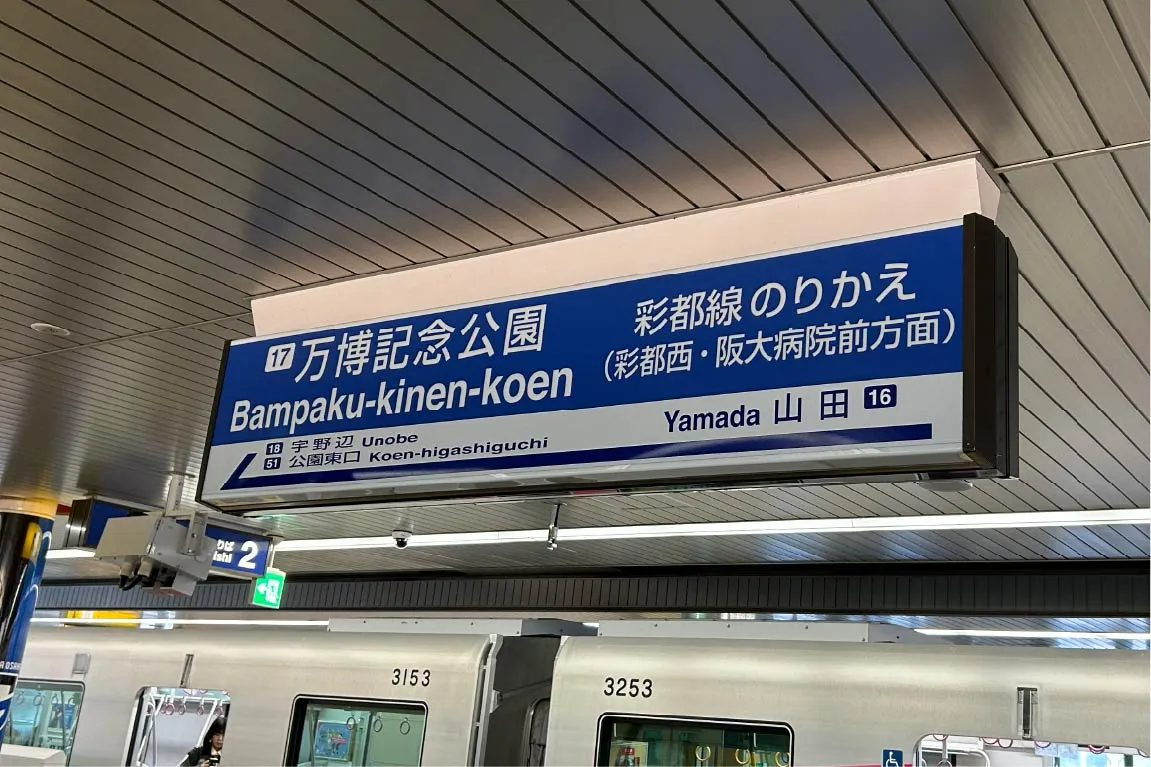 17 万博記念公園
Bampaku-kinen-koen
彩都線のりかえ
(彩都西・阪大病院前方面)
18 宇野辺 Unobe
51 公園東口 Koen-higashiguchi
Yamada 山田 16
2
3153
3253